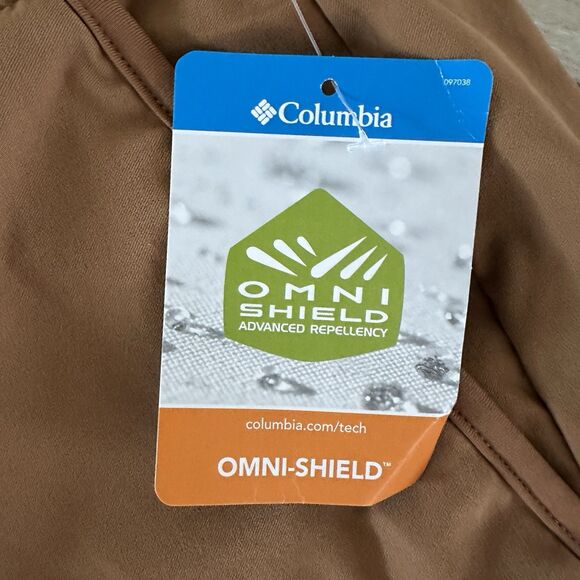 097038
Columbia
OMNI
SHIELD
ADVANCED REPELLENCY
columbia.com/tech
OMNI-SHIELD™